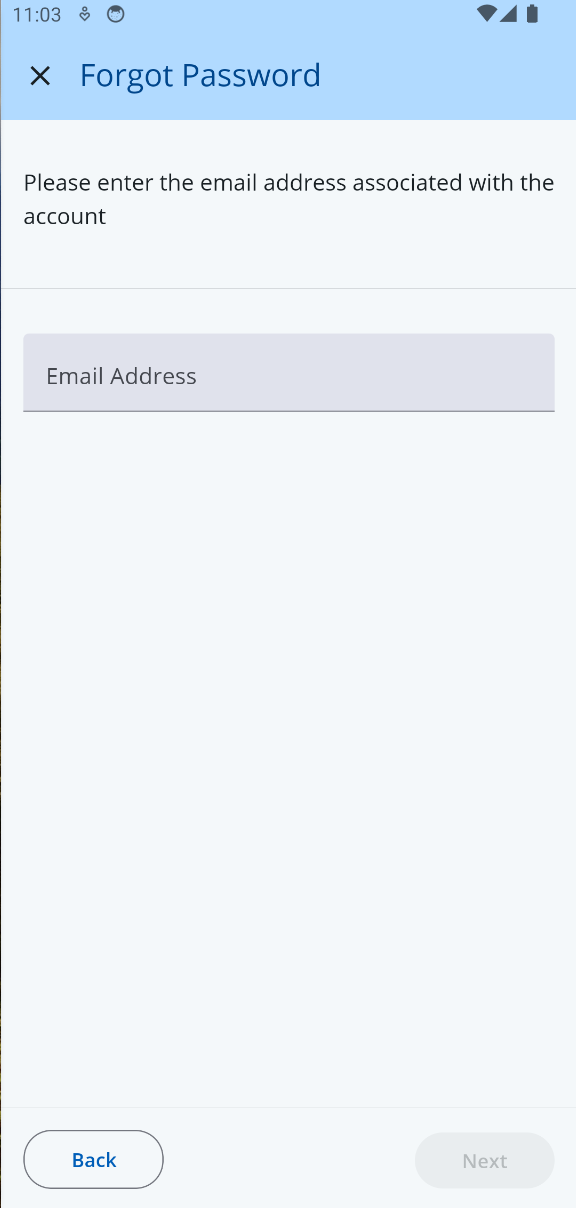 11:03
Forgot Password
Please enter the email address associated with the
account
Email Address
Back
Next